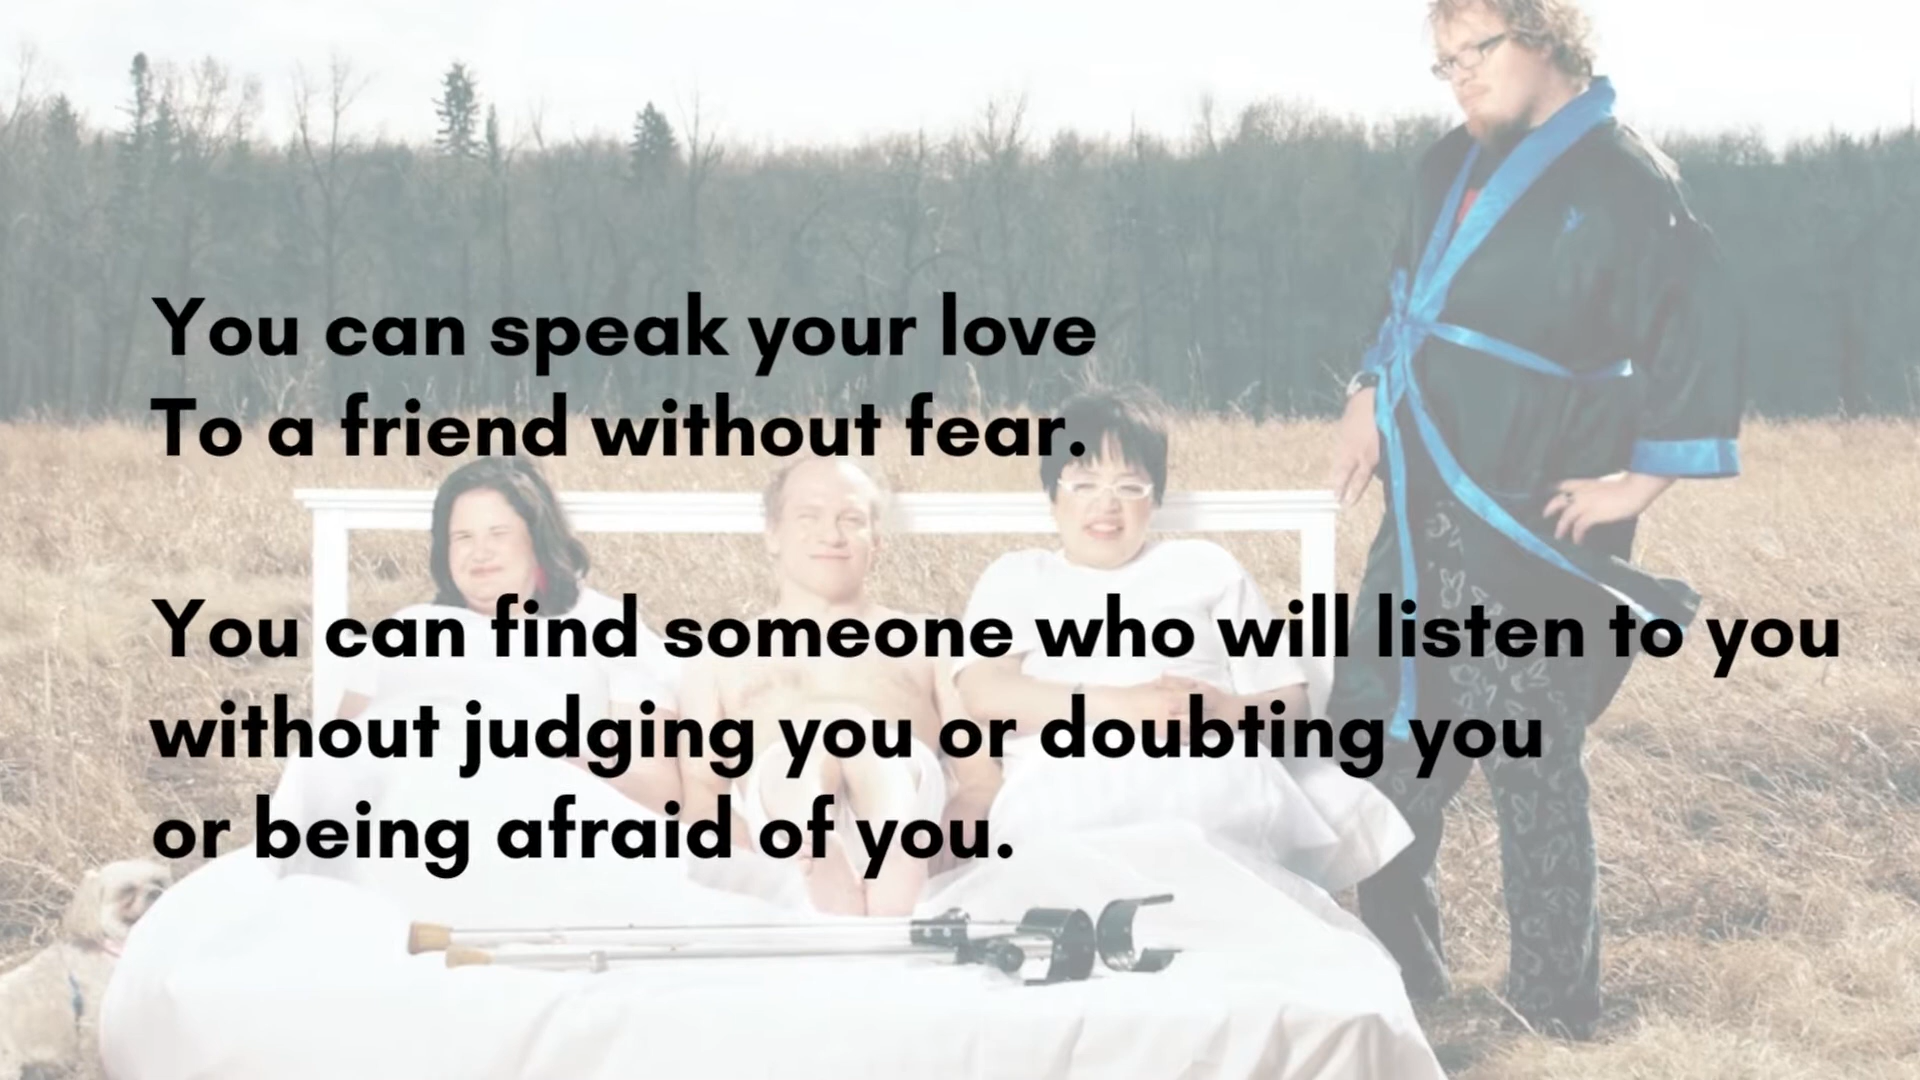 You can speak your love
To a friend without fear.
You can find someone who will listen to you
without judging you or doubting you
or being afraid of you.